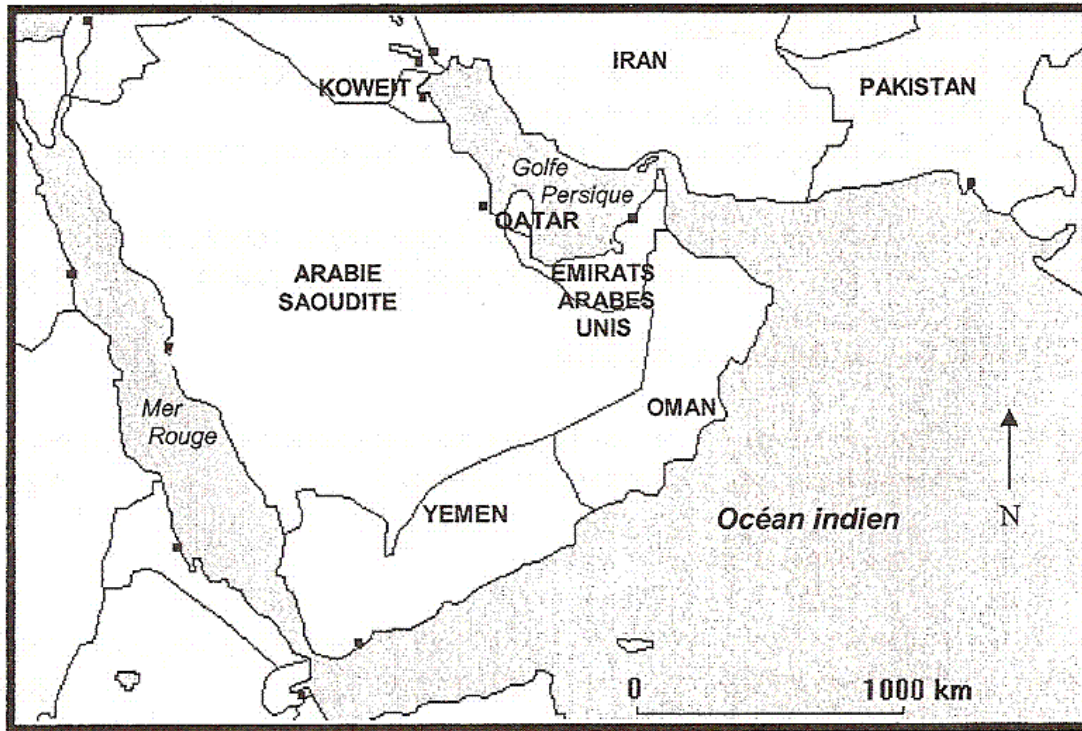 IRAN
PAKISTAN
KOWEIT
Golfe
Persique
QATAR
ARABIE
SAOUDITE
EMIRATS
ARABES
UNIS
Mer
Rouge
OMAN
YEMEN
Océan indien
N
0 1000 km